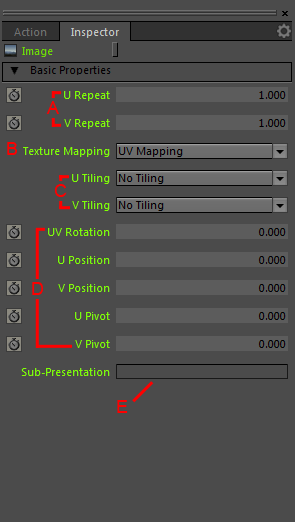 Action Inspector
Image
Basic Properties
U Repeat 1.000
A
V Repeat 1.000
B Texture Mapping UV Mapping
U Tiling No Tiling
C
V Tiling No Tiling
UV Rotation 0.000
U Position 0.000
D V Position 0.000
U Pivot 0.000
V Pivot 0.000
Sub-Presentation
E